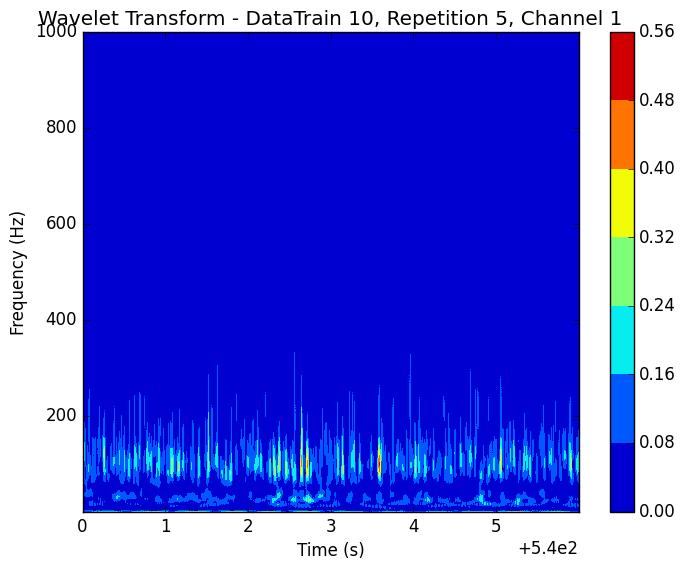 Wavelet Transform - DataTrain 10, Repetition 5, Channel 1
1000
800
600
400
200
Frequency (Hz)
0 1 2 3 4 5
Time (s)
+5.4e2
0.56
0.48
0.40
0.32
0.24
0.16
0.08
0.00